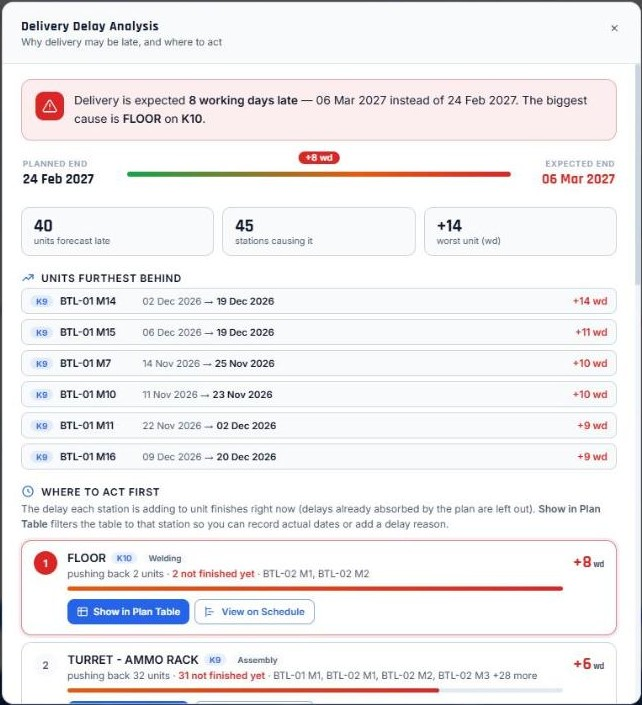 Delivery Delay Analysis
×
Why delivery may be late, and where to act
Delivery is expected 8 working days late — 06 Mar 2027 instead of 24 Feb 2027. The biggest
cause is FLOOR on K10.
+8 wd
PLANNED END
24 Feb 2027
EXPECTED END
06 Mar 2027
40
units forecast late
45
stations causing it
+14
worst unit (wd)
UNITS FURTHEST BEHIND
K9 BTL-01 M14 02 Dec 2026 → 19 Dec 2026 +14 wd
K9 BTL-01 M15 06 Dec 2026 → 19 Dec 2026 +11 wd
K9 BTL-01 M7 14 Nov 2026 → 25 Nov 2026 +10 wd
K9 BTL-01 M10 11 Nov 2026 → 23 Nov 2026 +10 wd
K9 BTL-01 M11 22 Nov 2026 → 02 Dec 2026 +9 wd
K9 BTL-01 M16 09 Dec 2026 → 20 Dec 2026 +9 wd
WHERE TO ACT FIRST
The delay each station is adding to unit finishes right now (delays already absorbed by the plan are left out). Show in Plan
Table filters the table to that station so you can record actual dates or add a delay reason.
1 FLOOR K10 Welding +8 wd
pushing back 2 units · 2 not finished yet · BTL-02 M1, BTL-02 M2
Show in Plan Table View on Schedule
2 TURRET - AMMO RACK K9 Assembly +6 wd
pushing back 32 units · 31 not finished yet · BTL-01 M1, BTL-02 M1, BTL-02 M2, BTL-02 M3 +28 more